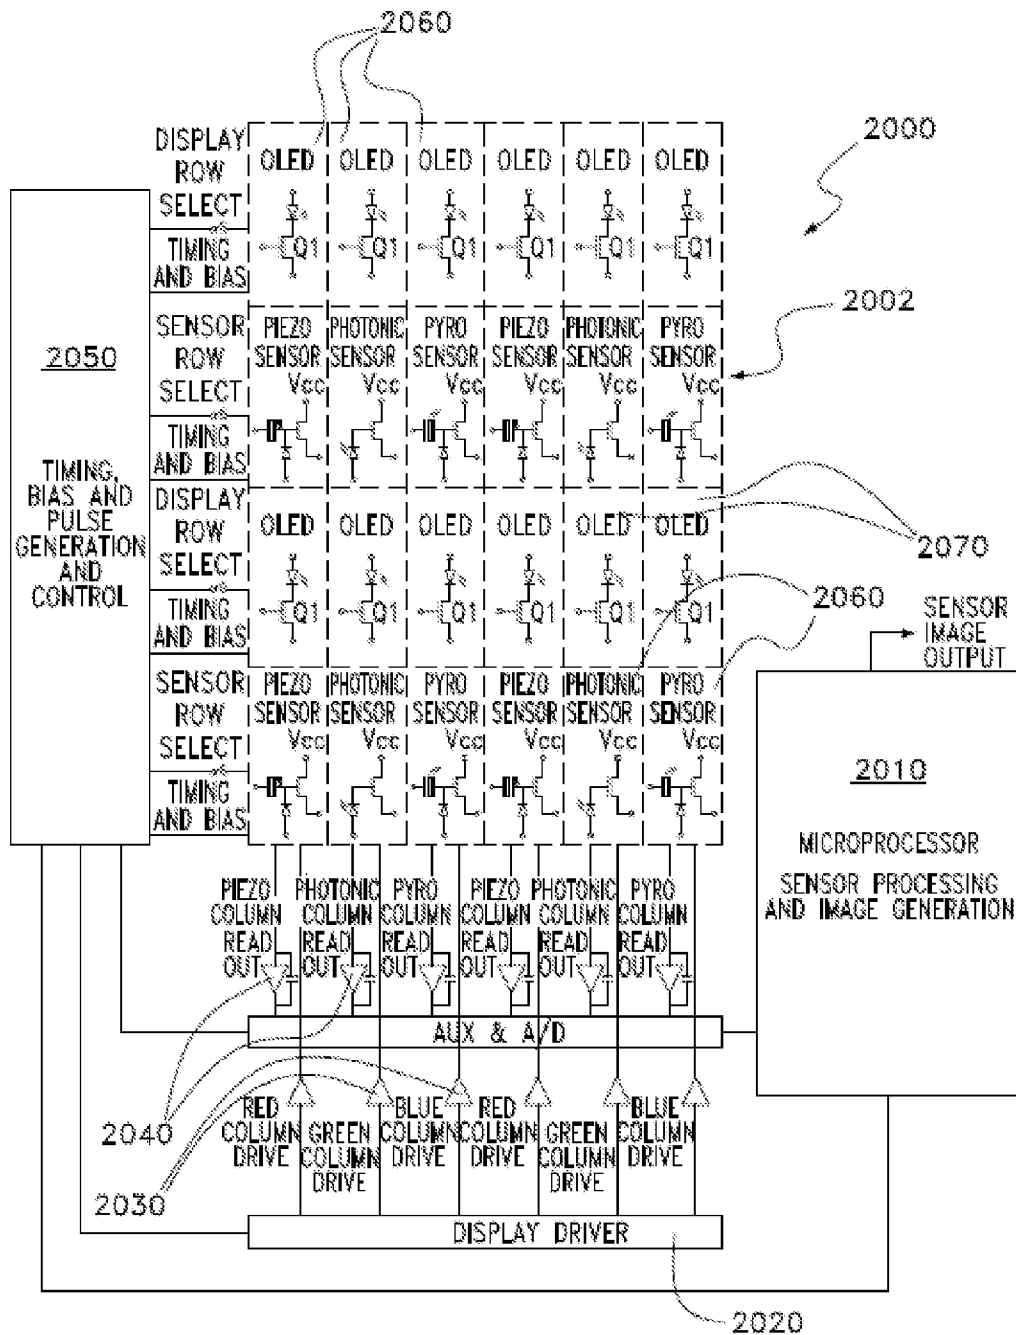 2060
2000
DISPLAY ROW SELECT
OLED OLED OLED OLED OLED OLED
Q1 Q1 Q1 Q1 Q1 Q1
TIMING AND BIAS
2002
SENSOR ROW SELECT
PIEZO SENSOR PHOTONIC SENSOR PYRO SENSOR PIEZO SENSOR PHOTONIC SENSOR PYRO SENSOR
Vcc Vcc Vcc Vcc Vcc Vcc
TIMING AND BIAS
2050
TIMING,
BIAS AND
PULSE
GENERATION
AND
CONTROL
DISPLAY ROW SELECT
OLED OLED OLED OLED OLED OLED
2070
Q1 Q1 Q1 Q1 Q1 Q1
TIMING AND BIAS
2060
SENSOR
IMAGE
OUTPUT
SENSOR ROW SELECT
PIEZO SENSOR PHOTONIC SENSOR PYRO SENSOR PIEZO SENSOR PHOTONIC SENSOR PYRO SENSOR
Vcc Vcc Vcc Vcc Vcc Vcc
TIMING AND BIAS
2010
MICROPROCESSOR
SENSOR PROCESSING
AND IMAGE GENERATION
PIEZO COLUMN READ OUT
PHOTONIC COLUMN READ OUT
PYRO COLUMN READ OUT
PIEZO COLUMN READ OUT
PHOTONIC COLUMN READ OUT
PYRO COLUMN READ OUT
AUX & A/D
2040
2030
RED COLUMN DRIVE
GREEN COLUMN DRIVE
BLUE COLUMN DRIVE
RED COLUMN DRIVE
GREEN COLUMN DRIVE
BLUE COLUMN DRIVE
DISPLAY DRIVER
2020